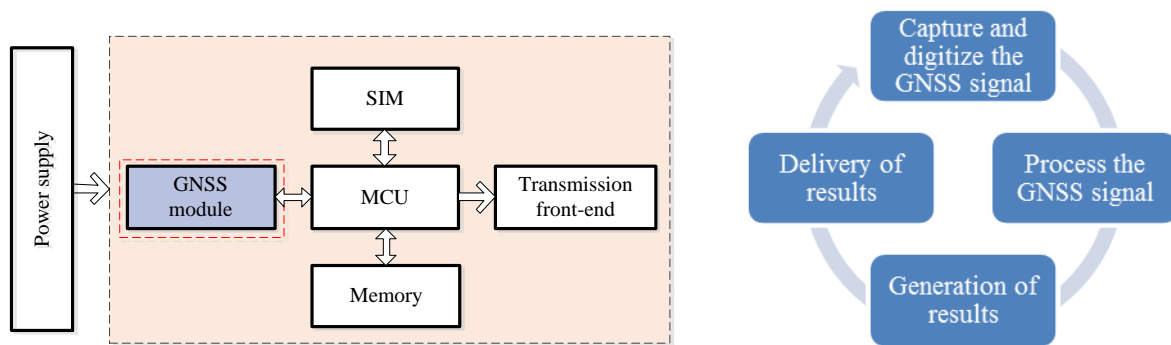 Power supply
SIM
GNSS
module
MCU
Transmission
front-end
Memory
Capture and
digitize the
GNSS signal
Delivery of
results
Process the
GNSS signal
Generation of
results